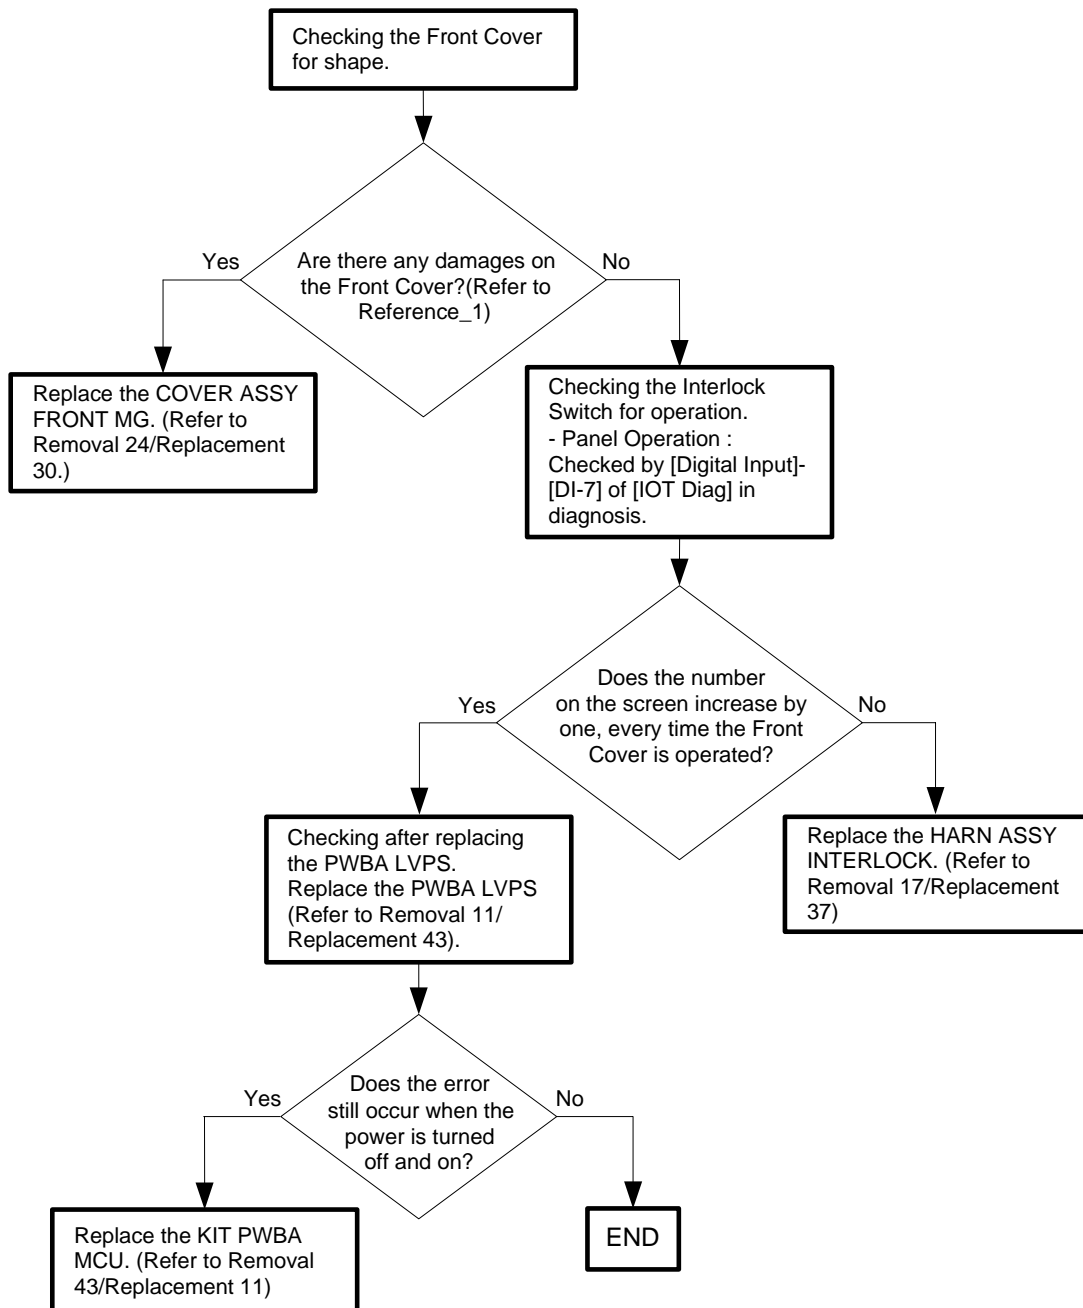 Checking the Front Cover
for shape.
Are there any damages on
the Front Cover?(Refer to
Reference_1)
Yes
No
Replace the COVER ASSY
FRONT MG. (Refer to
Removal 24/Replacement
30.)
Checking the Interlock
Switch for operation.
- Panel Operation :
Checked by [Digital Input]-
[DI-7] of [IOT Diag] in
diagnosis.
Does the number
on the screen increase by
one, every time the Front
Cover is operated?
Yes
No
Checking after replacing
the PWBA LVPS.
Replace the PWBA LVPS
(Refer to Removal 11/
Replacement 43).
Replace the HARN ASSY
INTERLOCK. (Refer to
Removal 17/Replacement
37)
Does the error
still occur when the
power is turned
off and on?
Yes
No
Replace the KIT PWBA
MCU. (Refer to Removal
43/Replacement 11)
END